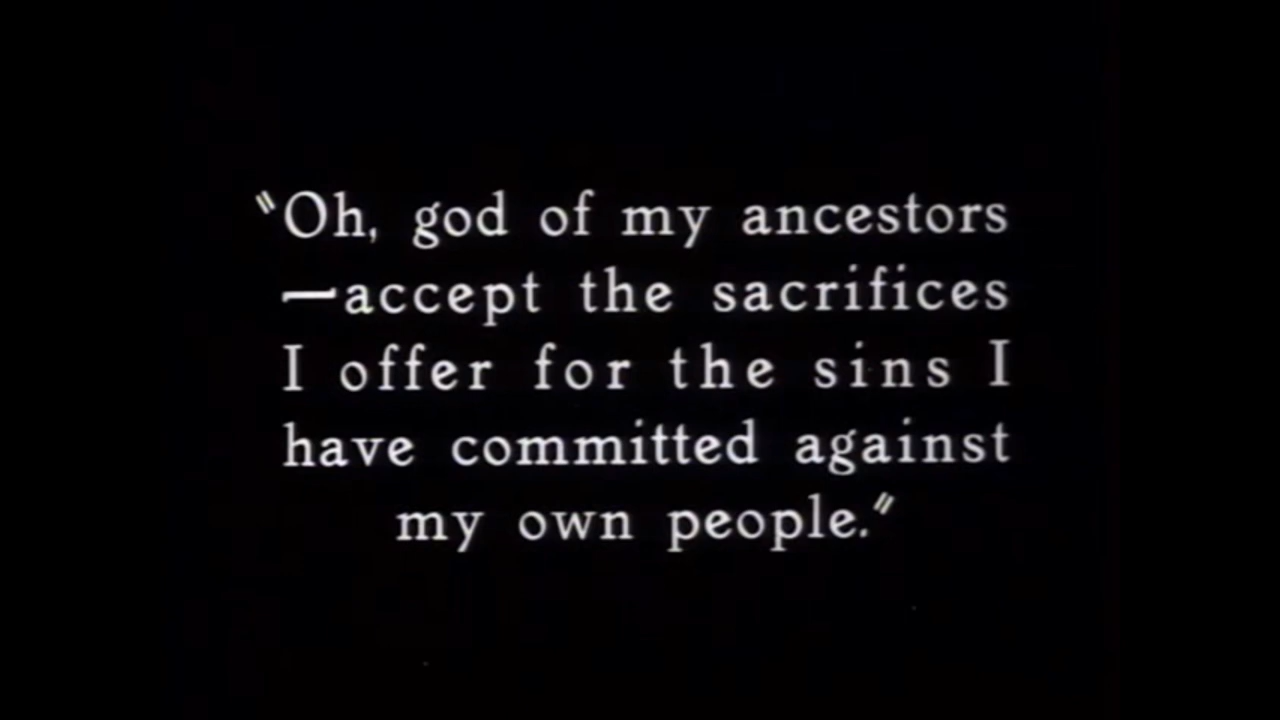 "Oh, god of my ancestors
—accept the sacrifices
I offer for the sins I
have committed against
my own people."